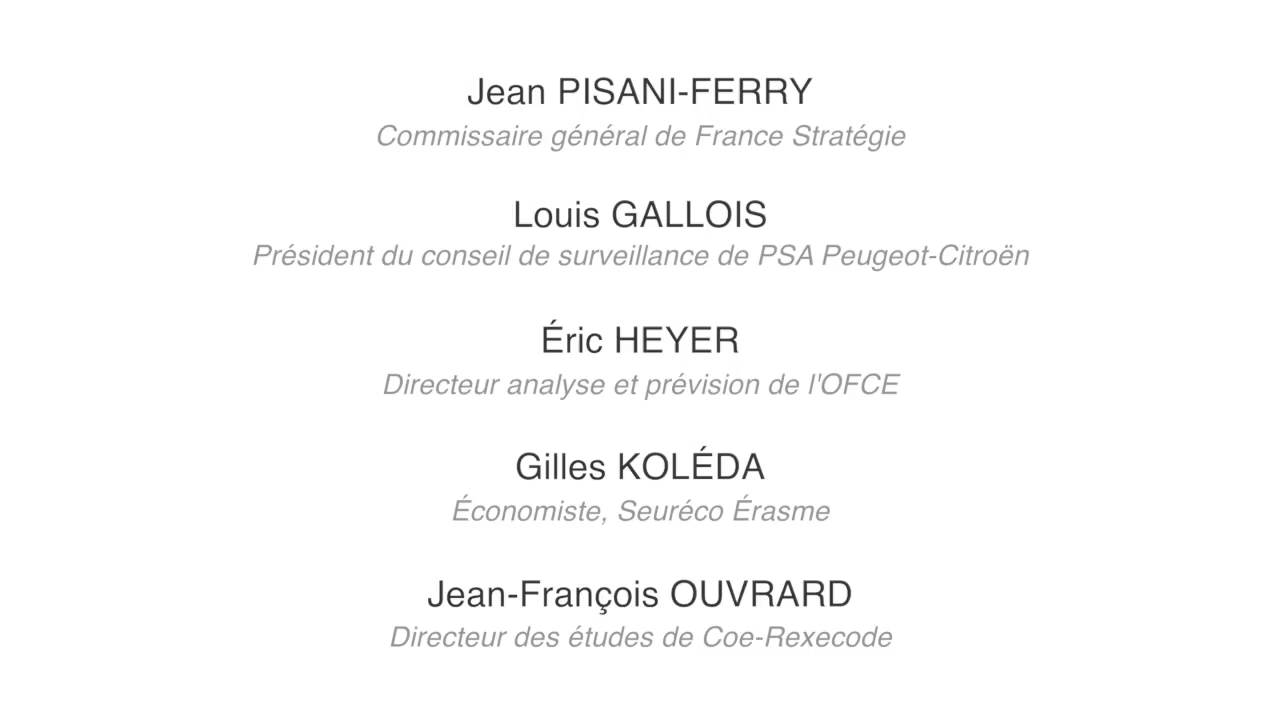 Jean PISANI-FERRY
Commissaire général de France Stratégie
Louis GALLOIS
Président du conseil de surveillance de PSA Peugeot-Citroën
Éric HEYER
Directeur analyse et prévision de l'OFCE
Gilles KOLÉDA
Économiste, Seuréco Érasme
Jean-François OUVRARD
Directeur des études de Coe-Rexecode